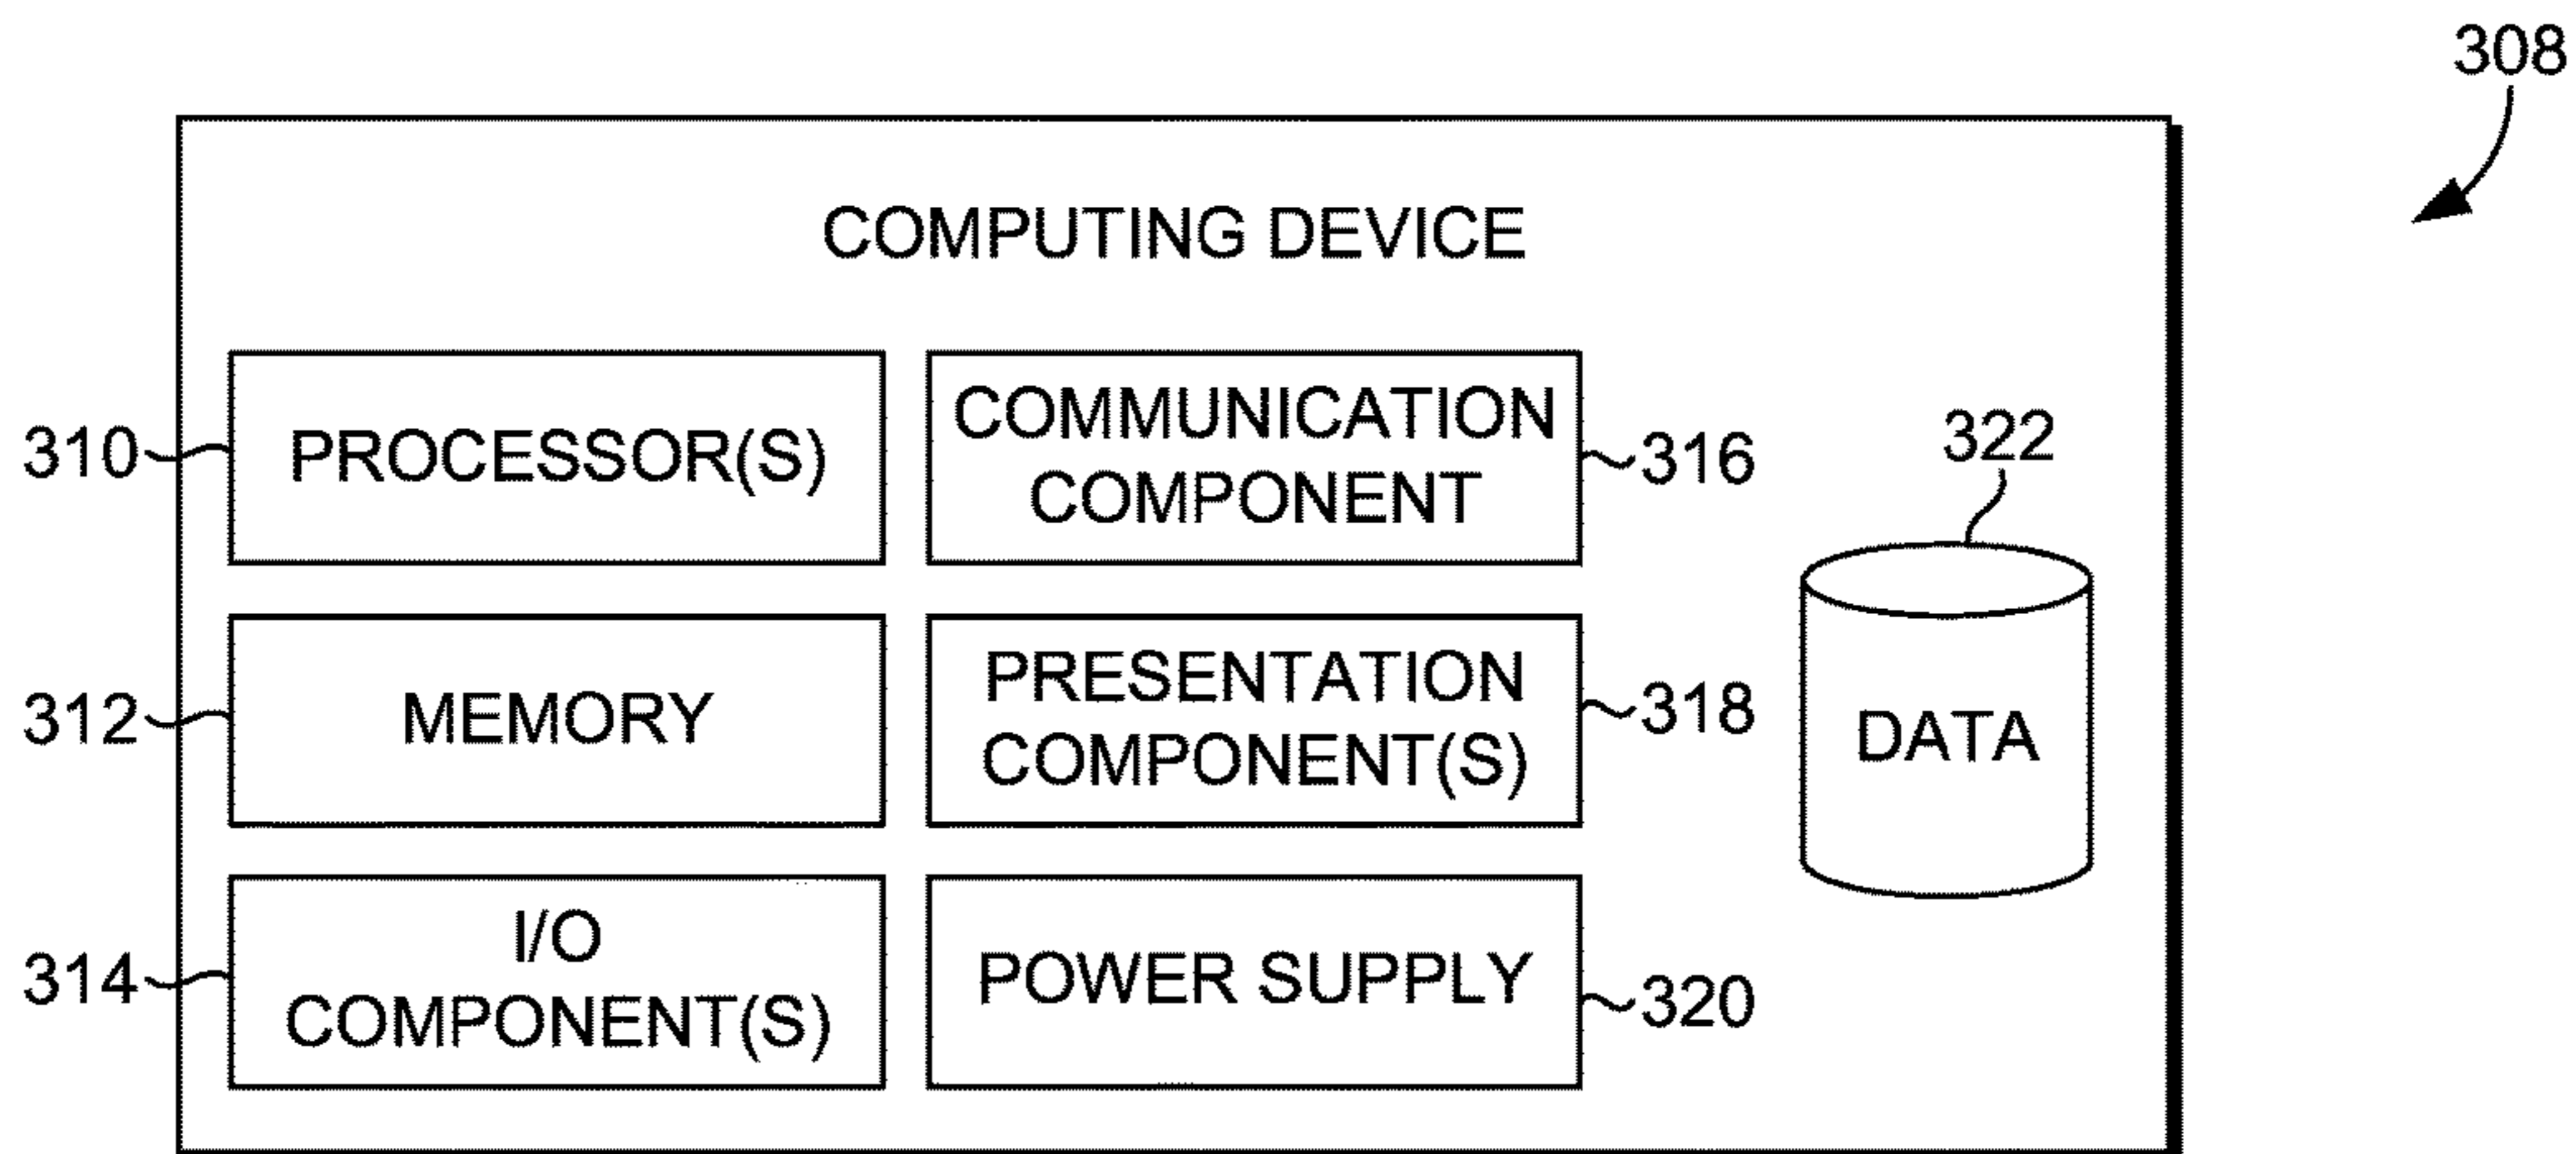 308
COMPUTING DEVICE
310
PROCESSOR(S)
COMMUNICATION
COMPONENT
316
322
312
MEMORY
PRESENTATION
COMPONENT(S)
318
DATA
314
I/O
COMPONENT(S)
POWER SUPPLY
320